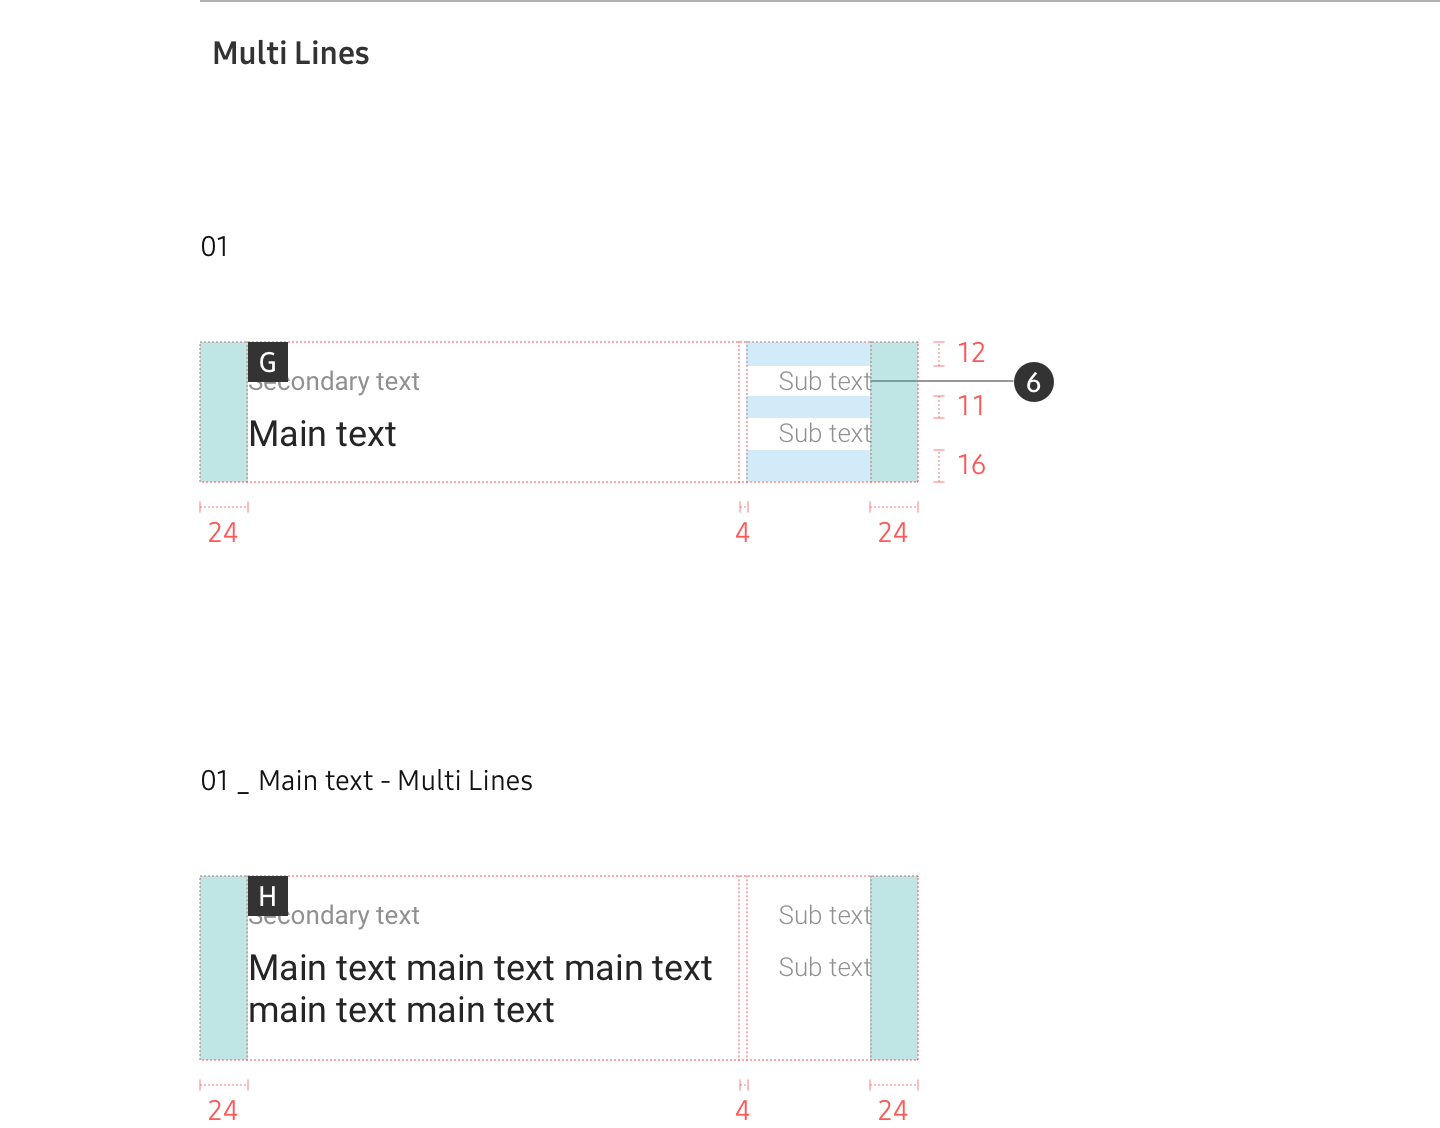 Multi Lines
01
G
12
Secondary text
Sub text
6
11
Main text
Sub text
16
24
4
24
01 _ Main text - Multi Lines
H
Secondary text
Sub text
Main text main text main text
Sub text
main text main text
24
4
24